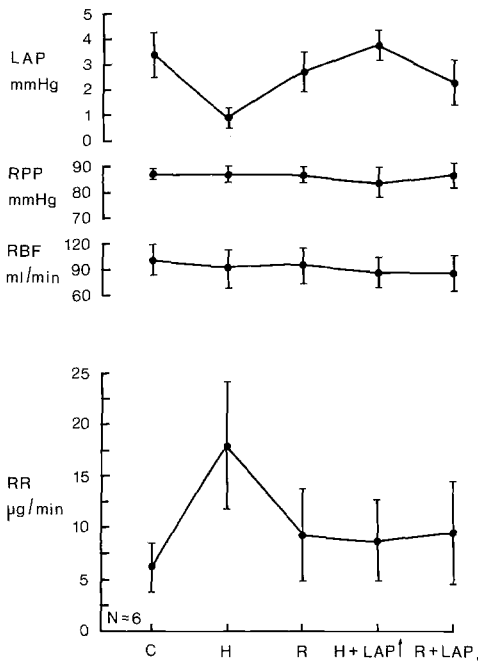 LAP
mmHg
5
4
3
2
1
0
RPP
mmHg
90
80
70
RBF
ml/min
120
90
60
RR
µg/min
25
20
15
10
5
0
N=6
C H R H+LAP↑ R+LAP,